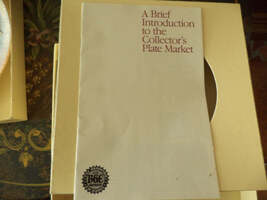 A Brief
Introduction
to the
Collector's
Plate Market